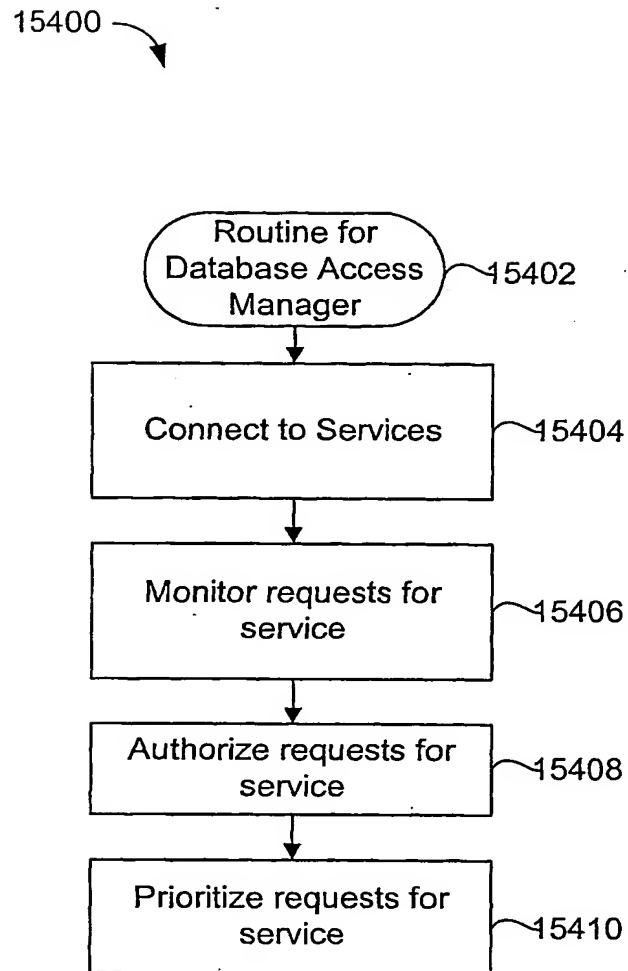 15400
Routine for
Database Access
Manager
15402
Connect to Services
15404
Monitor requests for
service
15406
Authorize requests for
service
15408
Prioritize requests for
service
15410